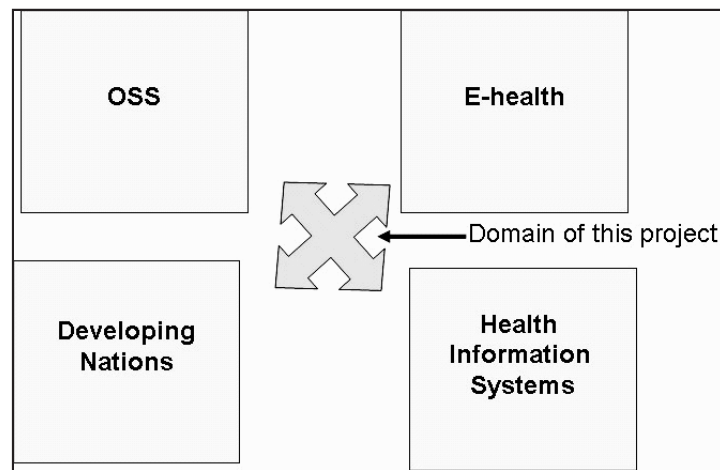 OSS
E-health
Domain of this project
Developing
Nations
Health
Information
Systems